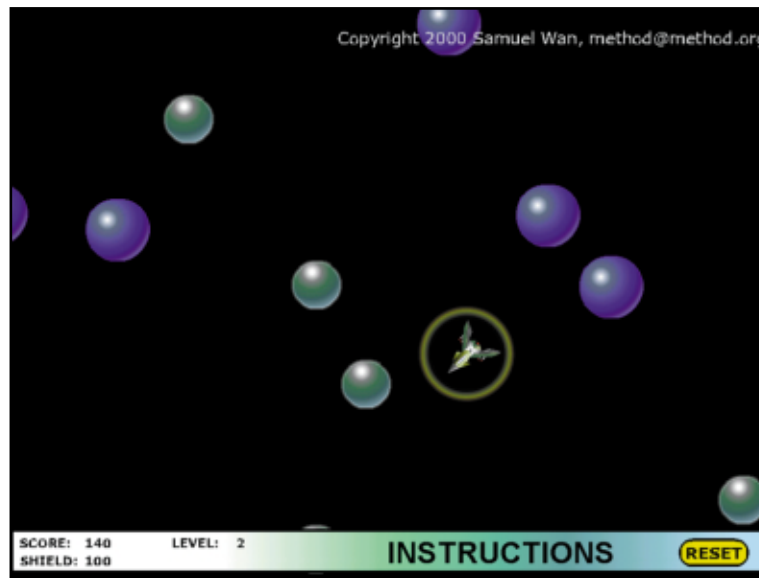 Copyright 2000 Samuel Wan, method@method.org
SCORE: 140 LEVEL: 2 INSTRUCTIONS RESET
SHIELD: 100